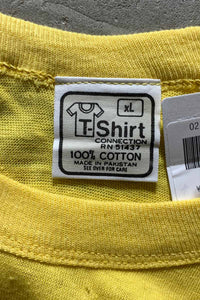 XL
T-Shirt
CONNECTION
RN 51437
100% COTTON
MADE IN PAKISTAN
SEE OVER FOR CARE
02